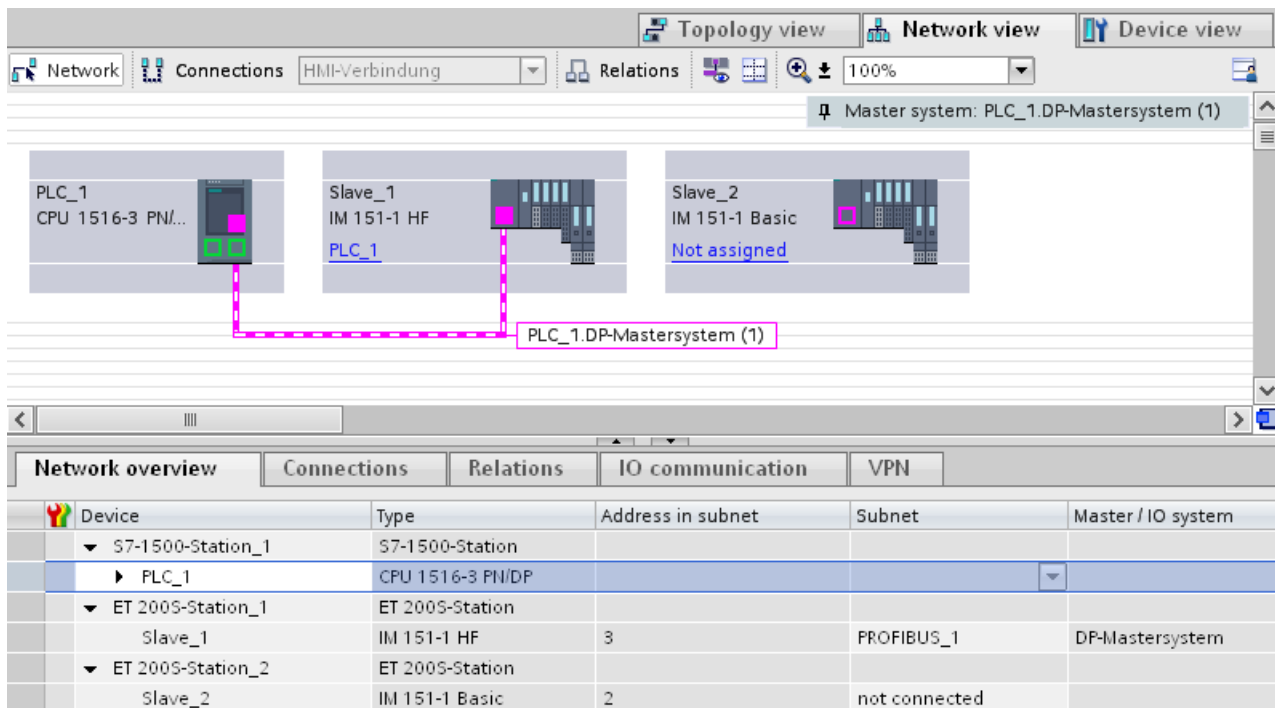 Topology view Network view Device view
Network Connections HMI-Verbindung Relations 100%
Master system: PLC_1.DP-Mastersystem (1)
PLC_1
CPU 1516-3 PN/...
Slave_1
IM 151-1 HF
PLC_1
Slave_2
IM 151-1 Basic
Not assigned
PLC_1.DP-Mastersystem (1)
Network overview Connections Relations IO communication VPN
Device Type Address in subnet Subnet Master / IO system
S7-1500-Station_1 S7-1500-Station
PLC_1 CPU 1516-3 PN/DP
ET 200S-Station_1 ET 200S-Station
Slave_1 IM 151-1 HF 3 PROFIBUS_1 DP-Mastersystem
ET 200S-Station_2 ET 200S-Station
Slave_2 IM 151-1 Basic 2 not connected